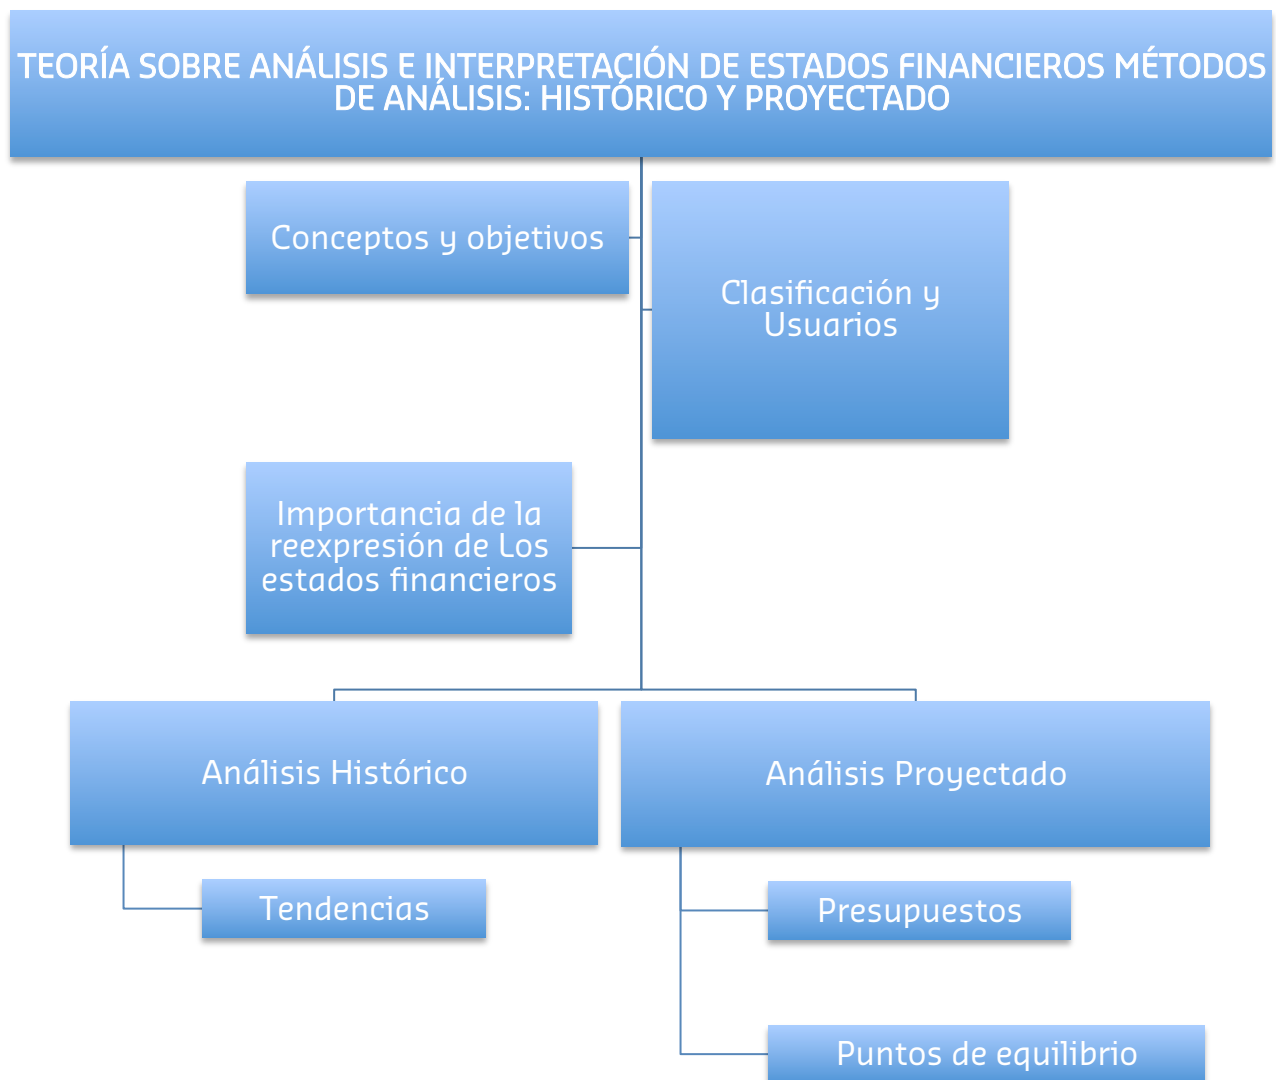 TEORÍA SOBRE ANÁLISIS E INTERPRETACIÓN DE ESTADOS FINANCIEROS MÉTODOS
DE ANÁLISIS: HISTÓRICO Y PROYECTADO
Conceptos y objetivos
Clasificación y
Usuarios
Importancia de la
reexpresión de Los
estados financieros
Análisis Histórico
Análisis Proyectado
Tendencias
Presupuestos
Puntos de equilibrio